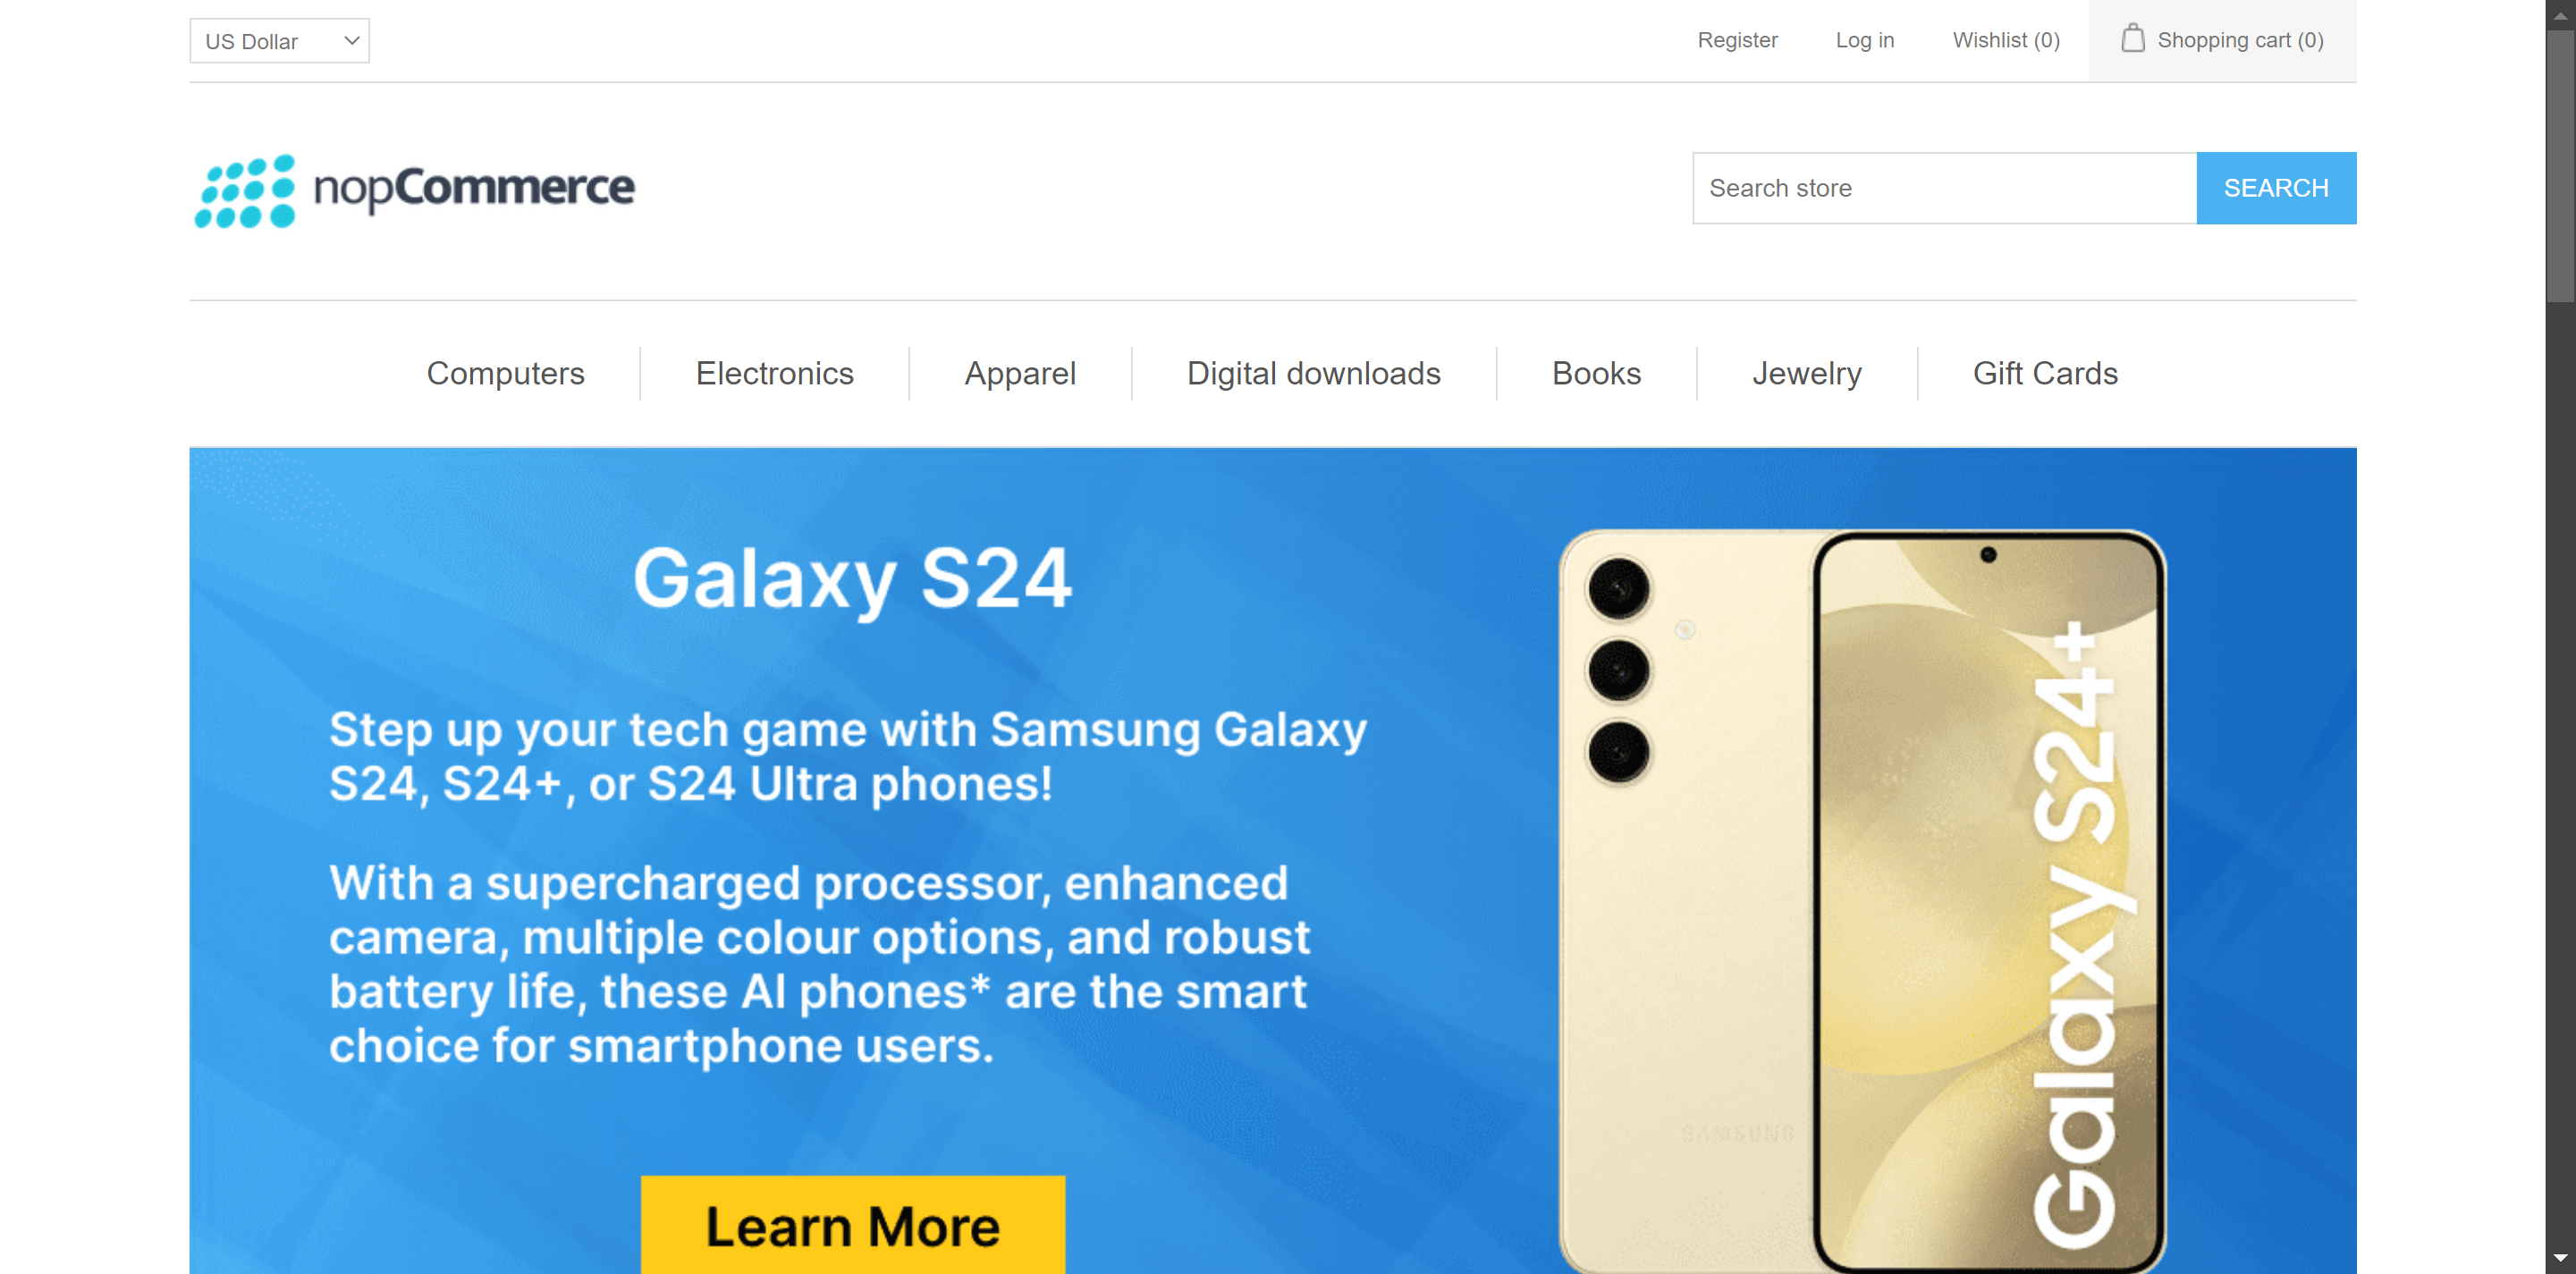 US Dollar
Register
Log in
Wishlist (0)
Shopping cart (0)
nopCommerce
Search store
SEARCH
Computers
Electronics
Apparel
Digital downloads
Books
Jewelry
Gift Cards
Galaxy S24
Step up your tech game with Samsung Galaxy
S24, S24+, or S24 Ultra phones!
With a supercharged processor, enhanced
camera, multiple colour options, and robust
battery life, these AI phones* are the smart
choice for smartphone users.
Learn More
SAMSUNG
Galaxy S24+